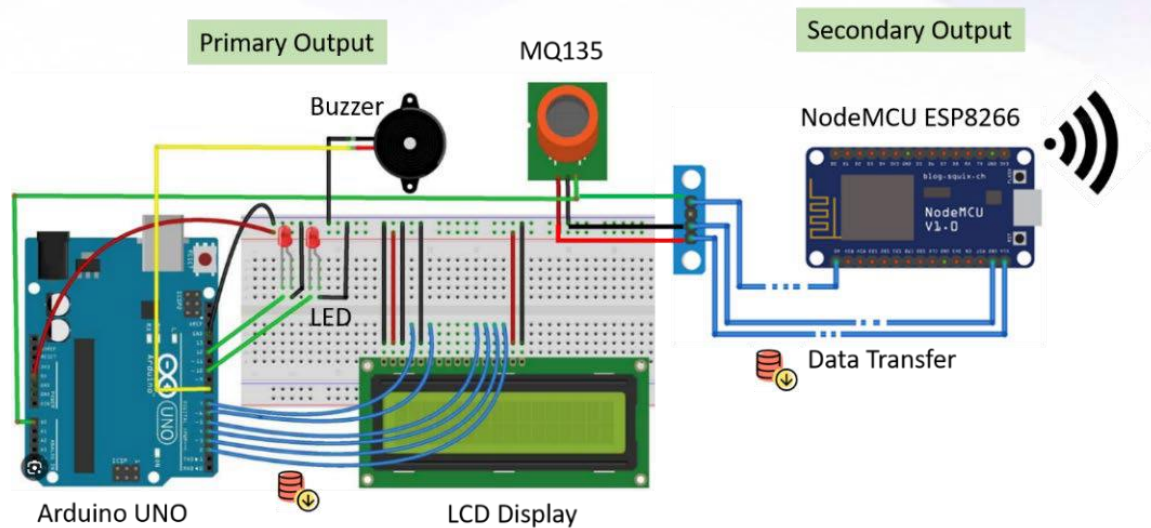 Primary Output
Secondary Output
MQ135
Buzzer
NodeMCU ESP8266
blog-squix-ch
NodeMCU
V1.0
LED
UNO
Arduino
Data Transfer
Arduino UNO
LCD Display